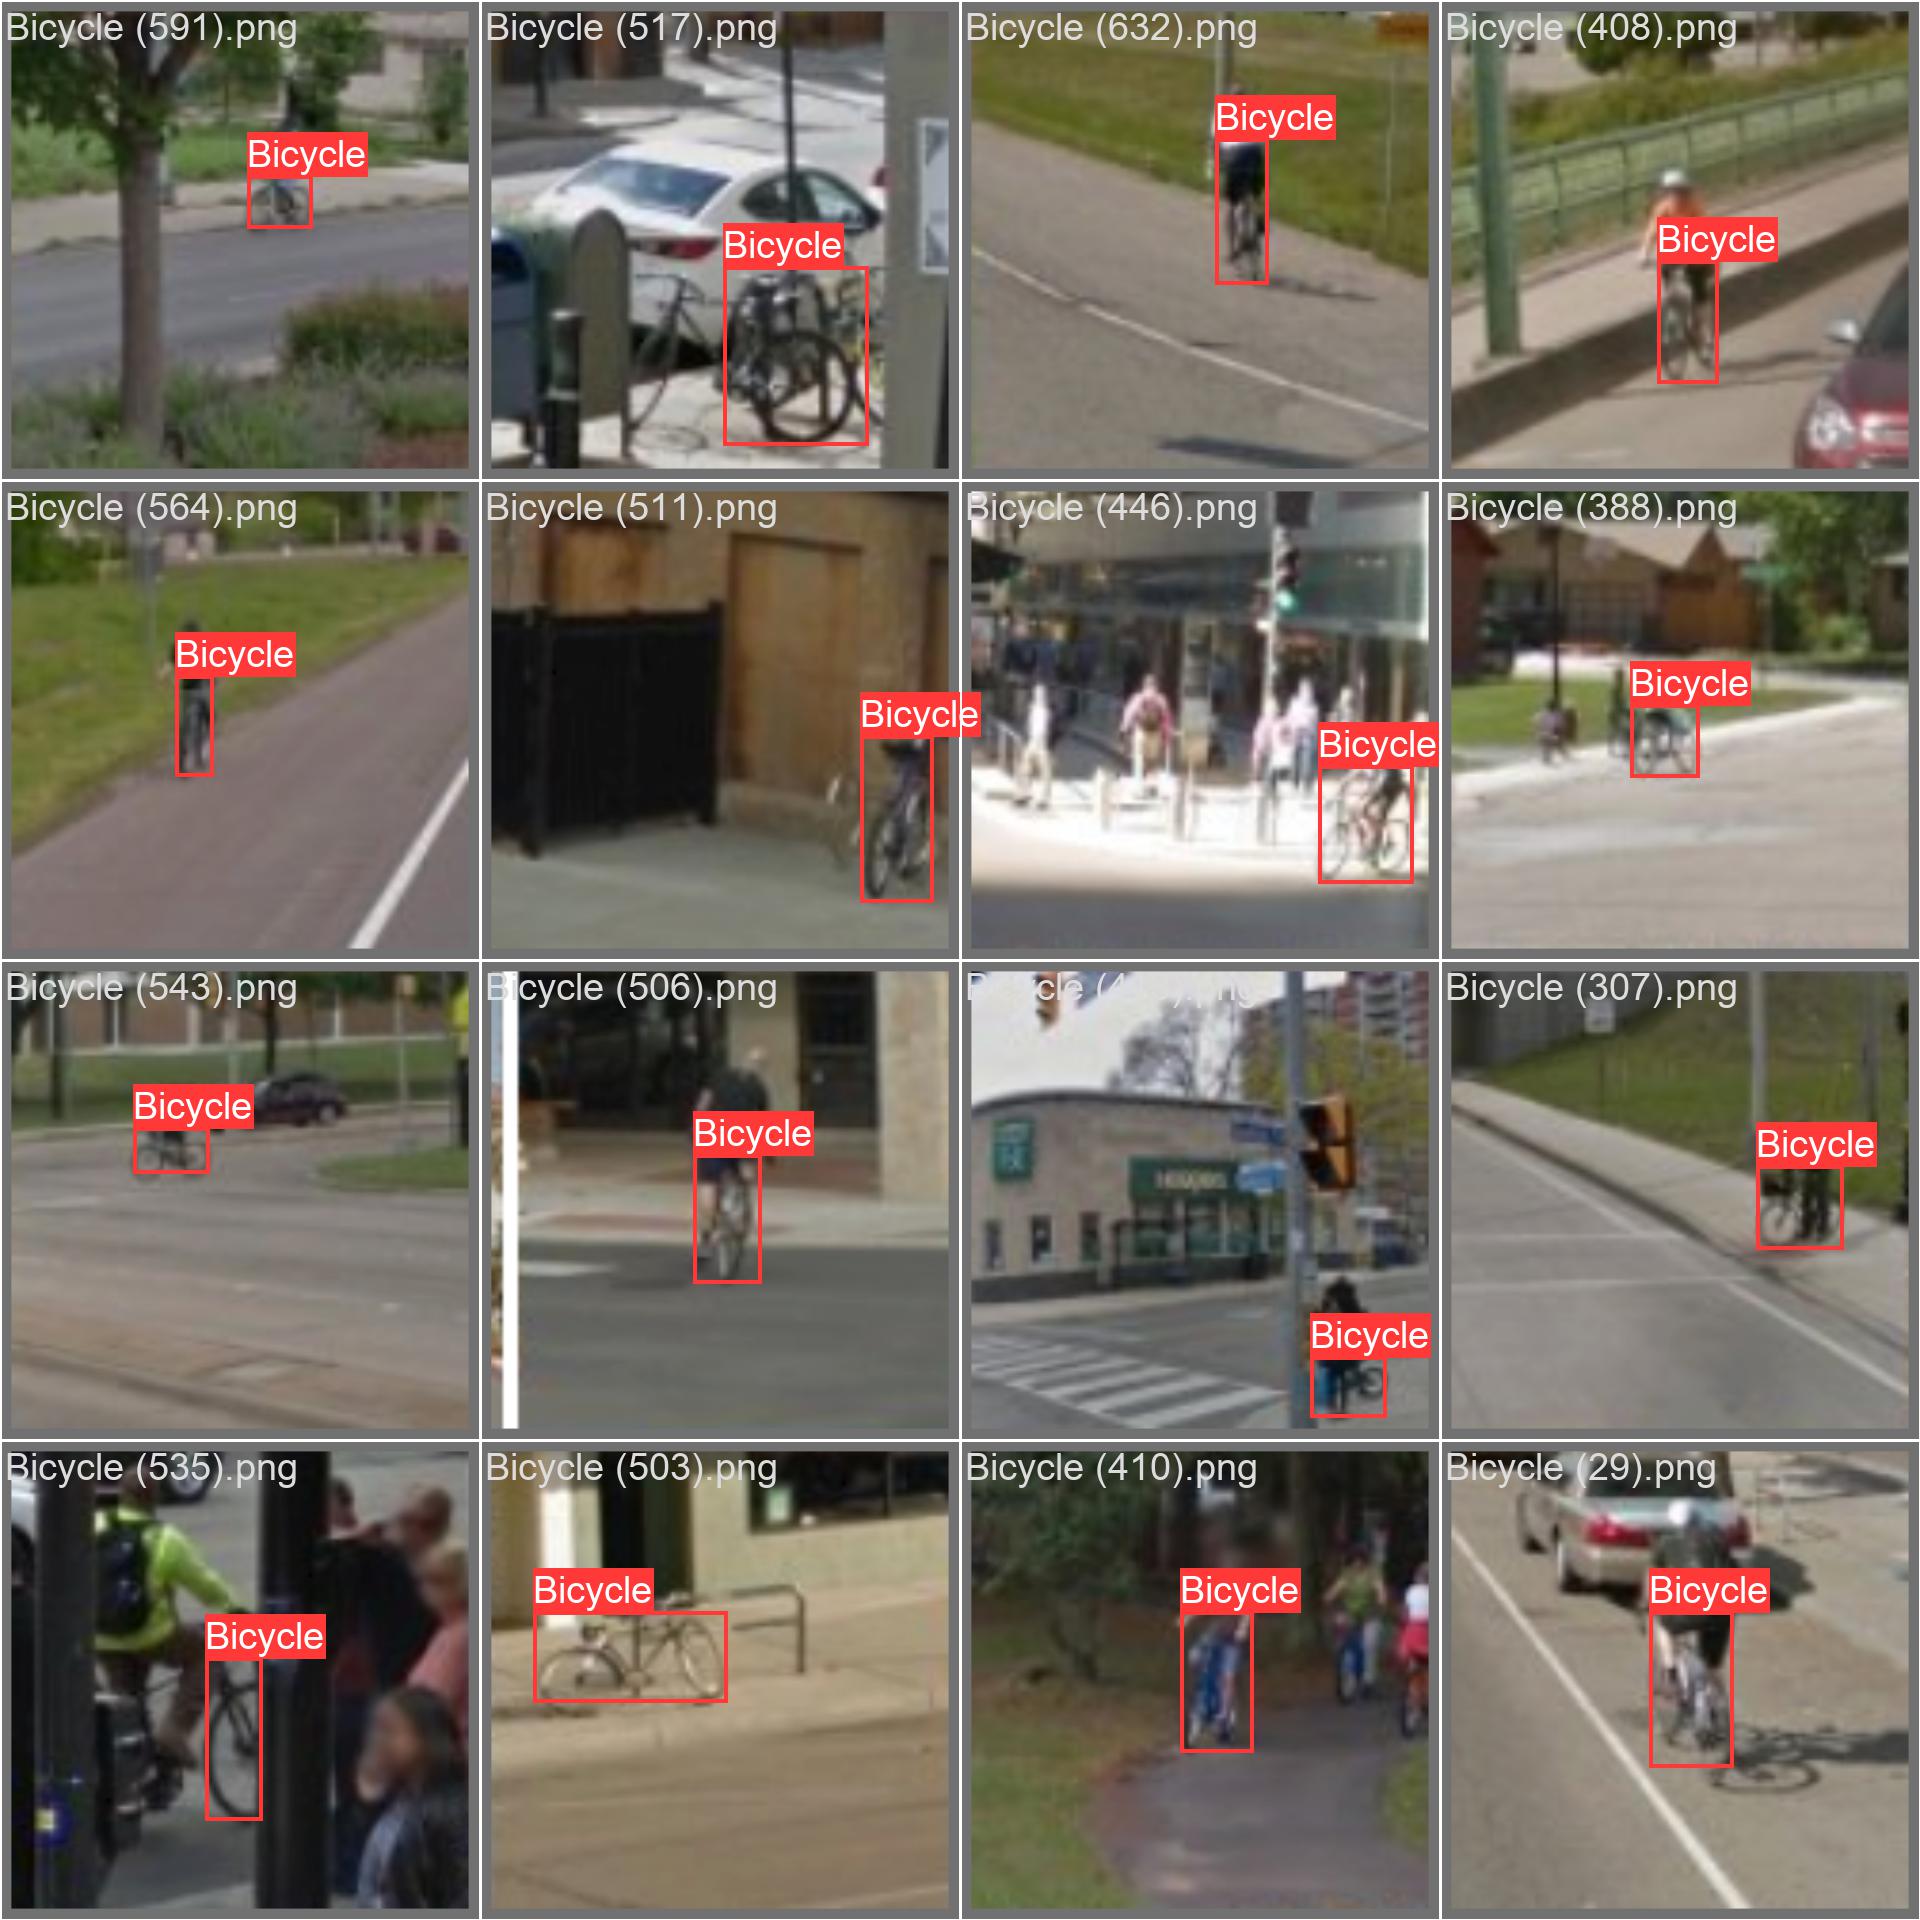 Bicycle (591).png
Bicycle
Bicycle (517).png
Bicycle
Bicycle (632).png
Bicycle
Bicycle (408).png
Bicycle
Bicycle (564).png
Bicycle
Bicycle (511).png
Bicycle
Bicycle (446).png
Bicycle
Bicycle (388).png
Bicycle
Bicycle (543).png
Bicycle
Bicycle (506).png
Bicycle
Bicycle
Bicycle (307).png
Bicycle
Bicycle (535).png
Bicycle
Bicycle (503).png
Bicycle
Bicycle (410).png
Bicycle
Bicycle (29).png
Bicycle